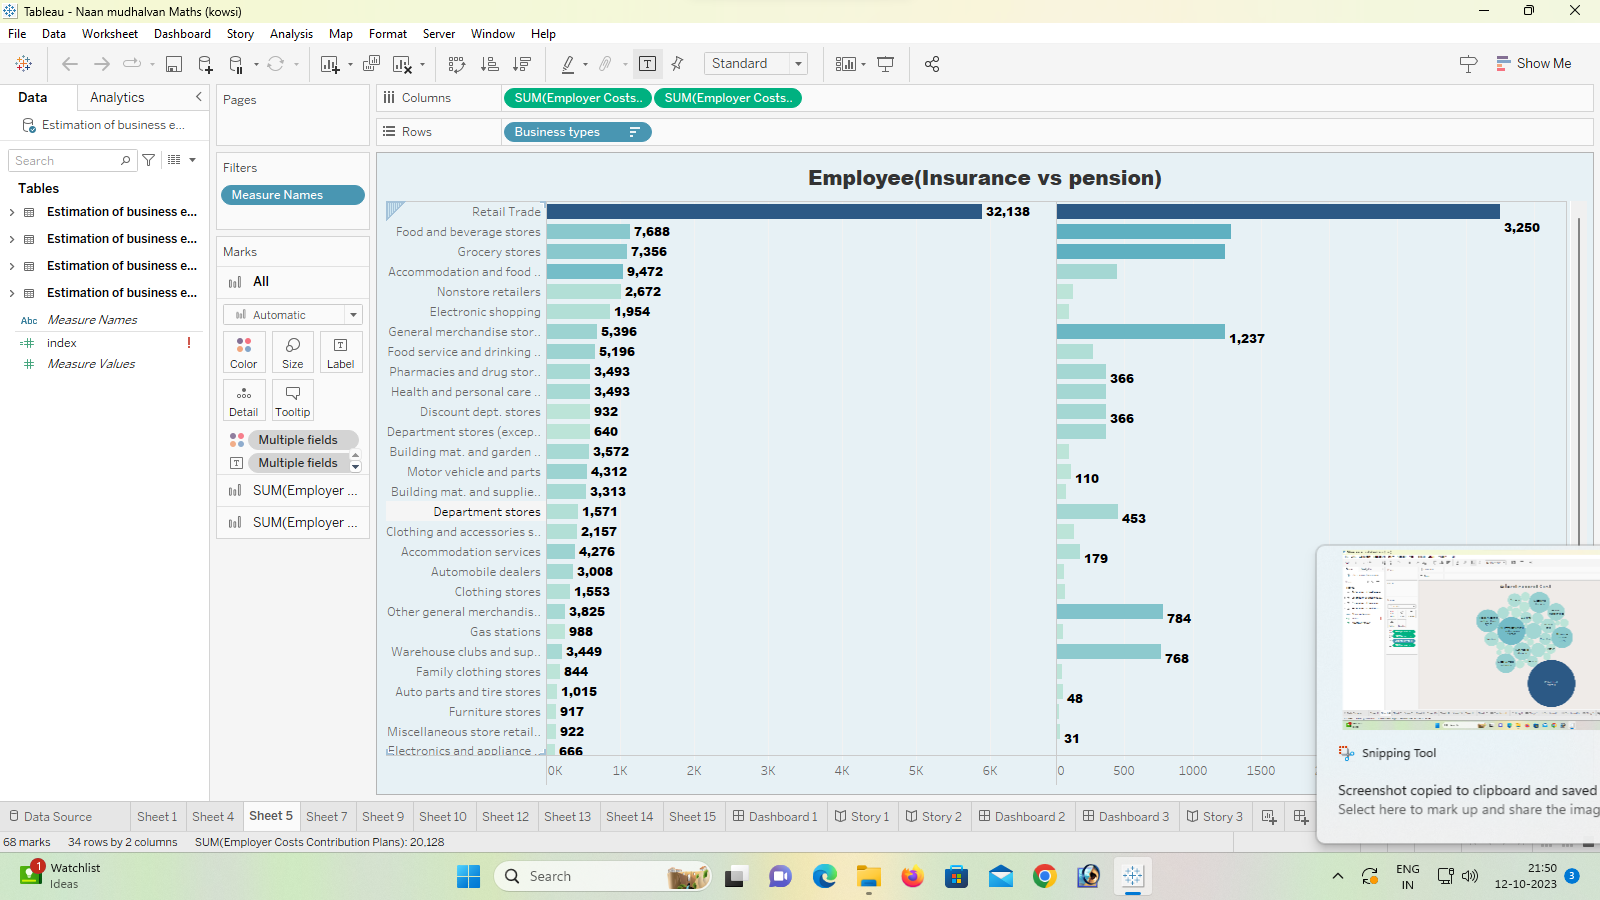 Tableau - Naan mudhalvan Maths (kowsi)
File Data Worksheet Dashboard Story Analysis Map Format Server Window Help
Standard
Show Me
Data Analytics
Estimation of business e...
Search
Tables
Estimation of business e...
Estimation of business e...
Estimation of business e...
Estimation of business e...
Abc Measure Names
index !
Measure Values
Pages
Filters
Measure Names
Marks
All
Automatic
Color Size Label
Detail Tooltip
Multiple fields
Multiple fields
SUM(Employer ...
SUM(Employer ...
Columns SUM(Employer Costs.. SUM(Employer Costs..
Rows Business types
Employee(Insurance vs pension)
Retail Trade 32,138 3,250
Food and beverage stores 7,688
Grocery stores 7,356
Accommodation and food .. 9,472
Nonstore retailers 2,672
Electronic shopping 1,954
General merchandise stor.. 5,396 1,237
Food service and drinking .. 5,196
Pharmacies and drug stor.. 3,493 366
Health and personal care .. 3,493
Discount dept. stores 932 366
Department stores (excep.. 640
Building mat. and garden .. 3,572
Motor vehicle and parts 4,312 110
Building mat. and supplie.. 3,313
Department stores 1,571 453
Clothing and accessories s.. 2,157
Accommodation services 4,276 179
Automobile dealers 3,008
Clothing stores 1,553
Other general merchandis.. 3,825 784
Gas stations 988
Warehouse clubs and sup.. 3,449 768
Family clothing stores 844
Auto parts and tire stores 1,015 48
Furniture stores 917
Miscellaneous store retail.. 922 31
Electronics and appliance .. 666
0K 1K 2K 3K 4K 5K 6K 0 500 1000 1500
Snipping Tool
Screenshot copied to clipboard and saved
Select here to mark up and share the imag
Data Source Sheet 1 Sheet 4 Sheet 5 Sheet 7 Sheet 9 Sheet 10 Sheet 12 Sheet 13 Sheet 14 Sheet 15 Dashboard 1 Story 1 Story 2 Dashboard 2 Dashboard 3 Story 3
68 marks 34 rows by 2 columns SUM(Employer Costs Contribution Plans): 20,128
1 Watchlist
Ideas
Search
ENG
IN
21:50
12-10-2023
3